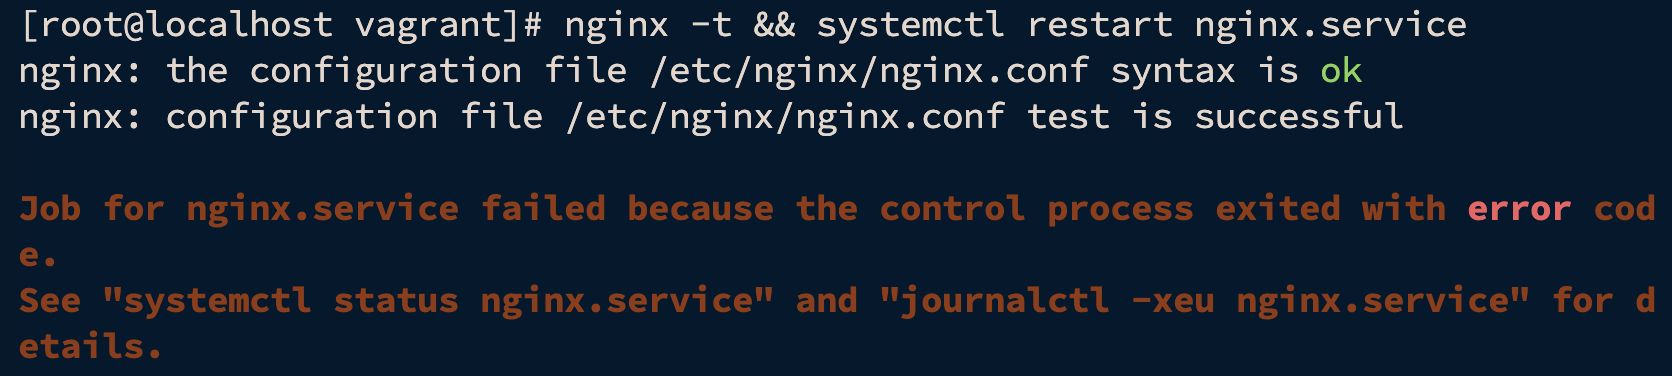 [root@localhost vagrant]# nginx -t && systemctl restart nginx.service
nginx: the configuration file /etc/nginx/nginx.conf syntax is ok
nginx: configuration file /etc/nginx/nginx.conf test is successful
Job for nginx.service failed because the control process exited with error cod
e.
See "systemctl status nginx.service" and "journalctl -xeu nginx.service" for d
etails.